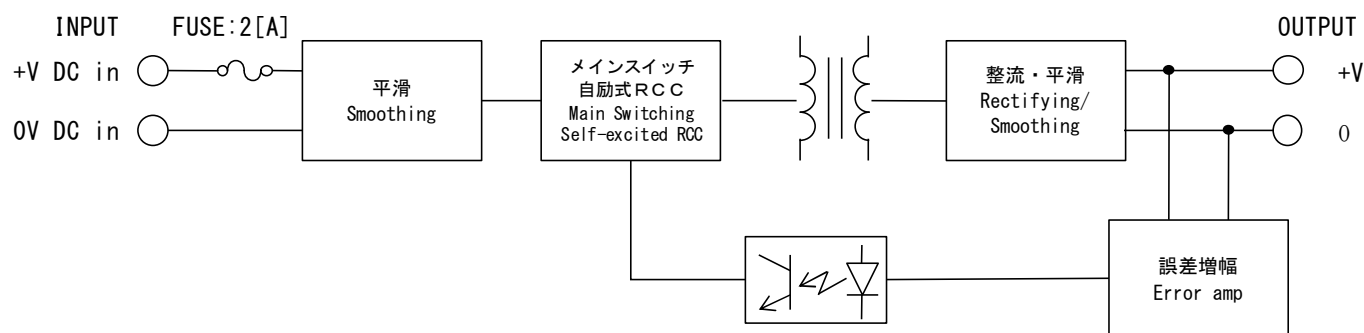 INPUT
FUSE:2[A]
OUTPUT
+V DC in
0V DC in
平滑
Smoothing
メインスイッチ
自励式ＲＣＣ
Main Switching
Self-excited RCC
整流・平滑
Rectifying/
Smoothing
+V
0
誤差増幅
Error amp